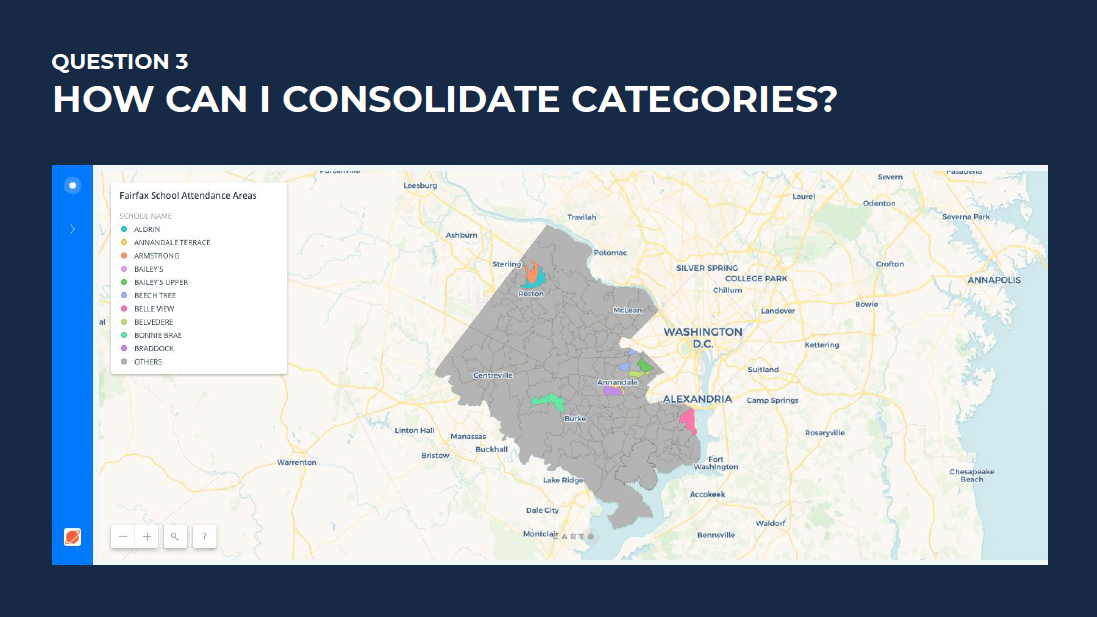 QUESTION 3
HOW CAN I CONSOLIDATE CATEGORIES?
Fairfax School Attendance Areas
SCHOOL NAME
ALDRIN
ANNANDALE TERRACE
ARMSTRONG
BAILEY'S
BAILEY'S UPPER
BEECH TREE
BELLE VIEW
BELVEDERE
BONNIE BRAE
BRADDOCK
OTHERS
Leesburg
Severn
Laurel
Odenton
Travilah
Severna Park
Ashburn
Potomac
Sterling
SILVER SPRING
COLLEGE PARK
Crofton
ANNAPOLIS
Chillum
Reston
Bowie
McLean
Landover
WASHINGTON
D.C.
Kettering
Suitland
Centreville
Annandale
ALEXANDRIA
Camp Springs
Burke
Linton Hall
Manassas
Rosaryville
Buckhall
Bristow
Warrenton
Fort
Washington
Chesapeake
Beach
Lake Ridge
Accokeek
Dale City
Waldorf
Montclair
CARTO
Bennsville
?